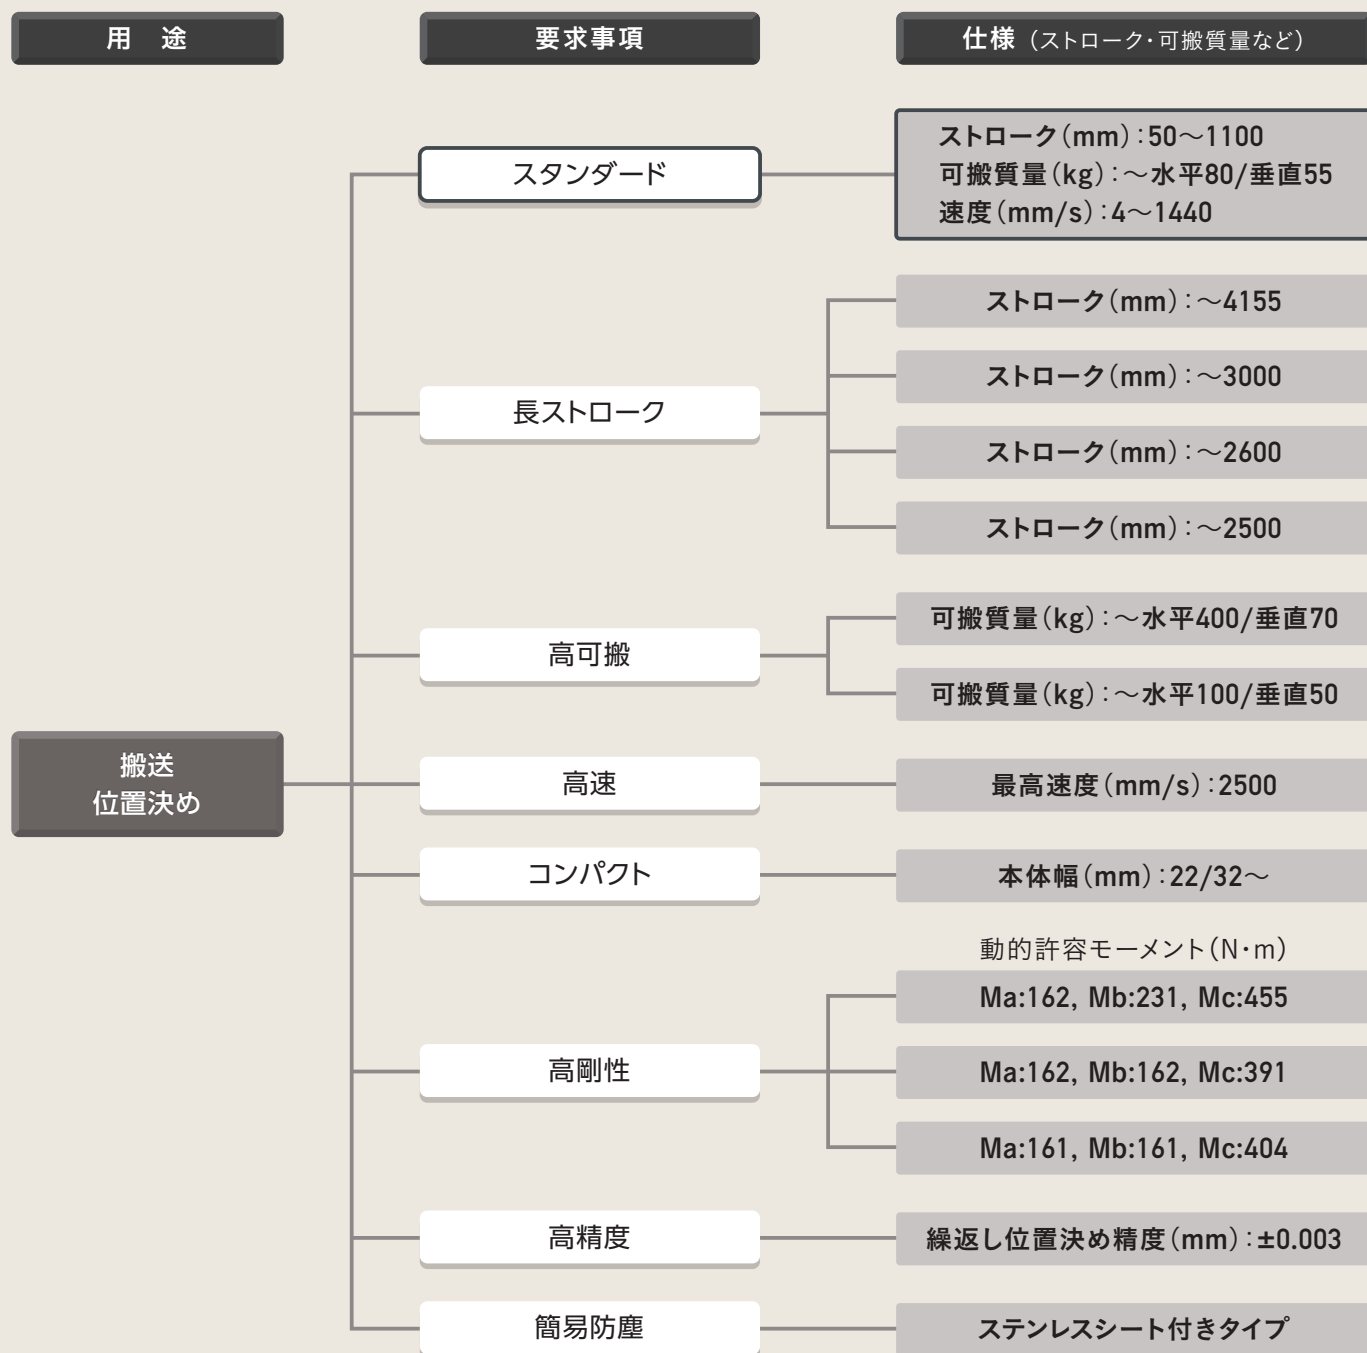 用　途
要求事項
仕様（ストローク・可搬質量など）
スタンダード
ストローク（mm）：50～1100
可搬質量（kg）：～水平80/垂直55
速度（mm/s）：4～1440
長ストローク
ストローク（mm）：～4155
ストローク（mm）：～3000
ストローク（mm）：～2600
ストローク（mm）：～2500
高可搬
可搬質量（kg）：～水平400/垂直70
可搬質量（kg）：～水平100/垂直50
搬送
位置決め
高速
最高速度（mm/s）：2500
コンパクト
本体幅（mm）：22/32～
動的許容モーメント（N・m）
高剛性
Ma:162, Mb:231, Mc:455
Ma:162, Mb:162, Mc:391
Ma:161, Mb:161, Mc:404
高精度
繰返し位置決め精度（mm）：±0.003
簡易防塵
ステンレスシート付きタイプ